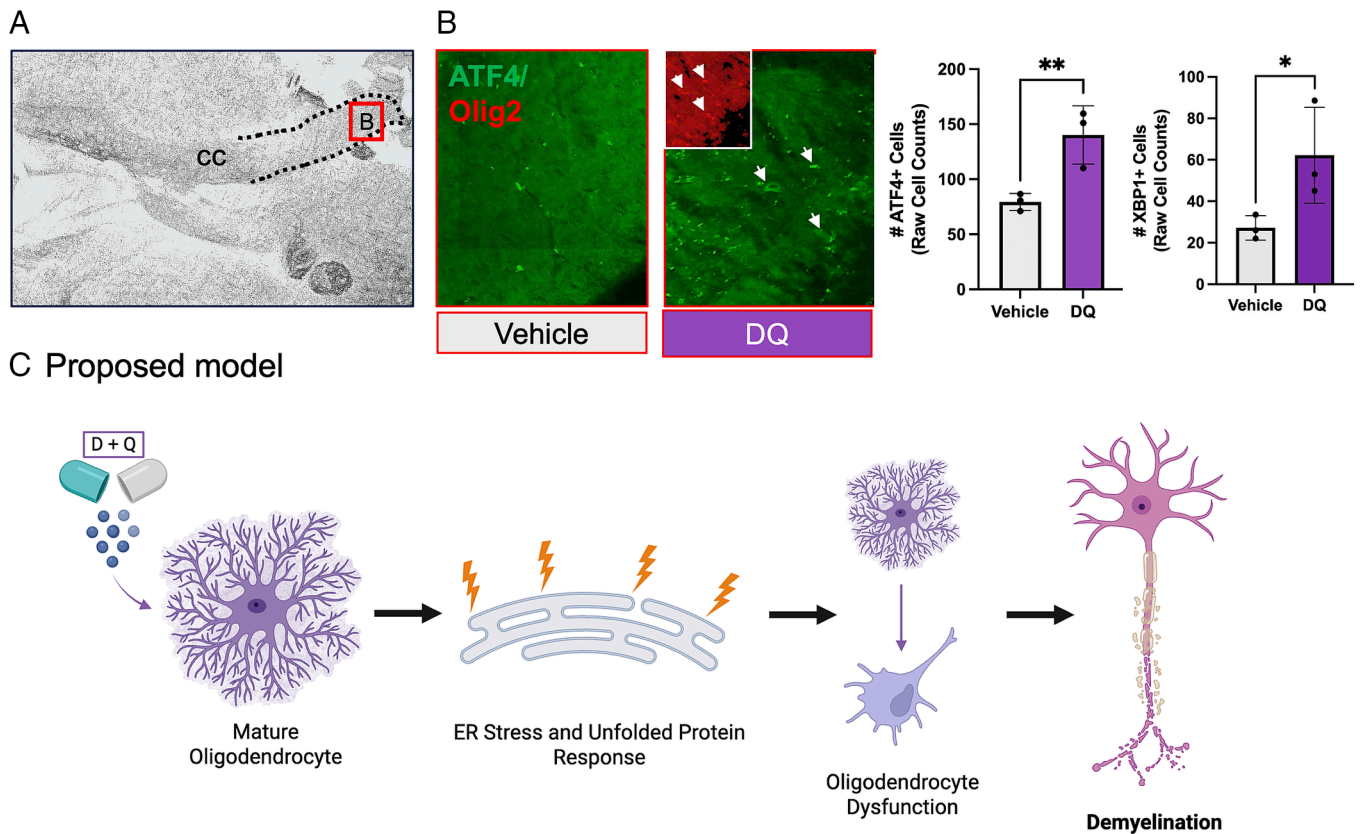 A
B
CC
B
ATF4/
Olig2
Vehicle
DQ
# ATF4+ Cells
(Raw Cell Counts)
200
150
100
50
0
**
Vehicle
DQ
# XBP1+ Cells
(Raw Cell Counts)
100
80
60
40
20
0
*
Vehicle
DQ
C Proposed model
D + Q
Mature
Oligodendrocyte
ER Stress and Unfolded Protein
Response
Oligodendrocyte
Dysfunction
Demyelination